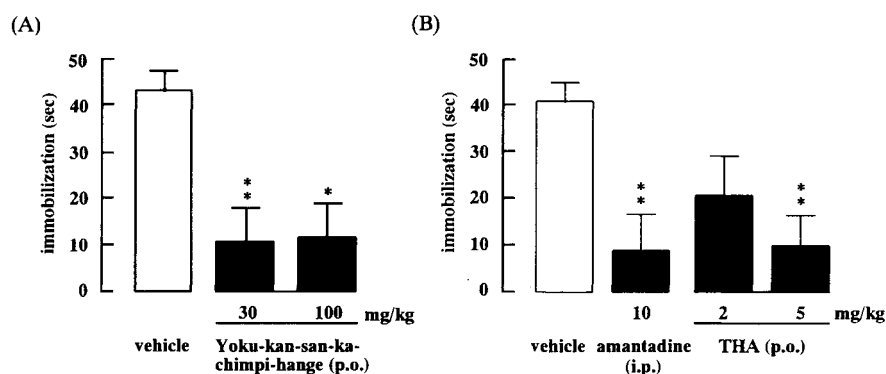 (A)
immobilization (sec)
50
40
30
20
10
0
*
*
*
30 100 mg/kg
vehicle Yoku-kan-san-ka-
chimpi-hange (p.o.)
(B)
immobilization (sec)
50
40
30
20
10
0
*
*
*
*
10 2 5 mg/kg
vehicle amantadine THA (p.o.)
(i.p.)